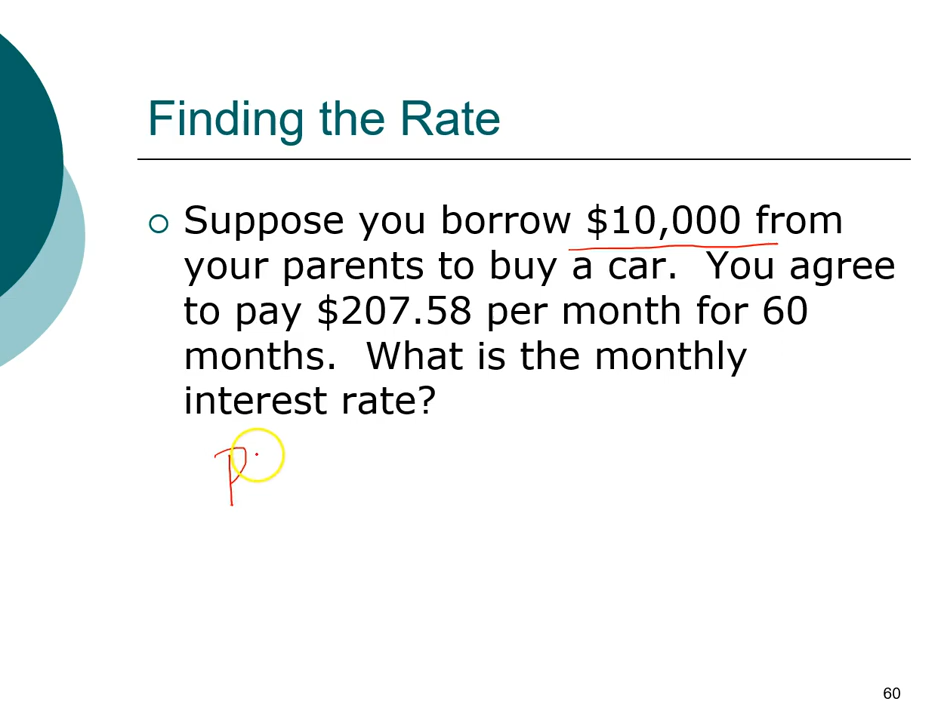 Finding the Rate
Suppose you borrow $10,000 from
your parents to buy a car. You agree
to pay $207.58 per month for 60
months. What is the monthly
interest rate?
P
60